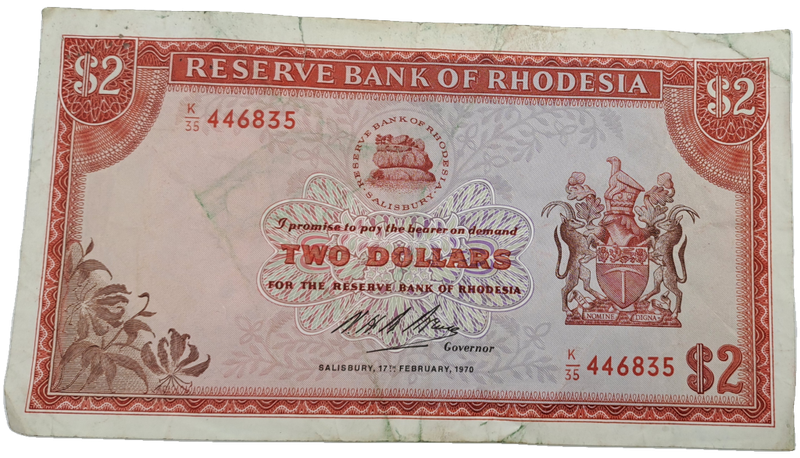 $2
RESERVE BANK OF RHODESIA
$2
K/35 446835
RESERVE BANK OF RHODESIA
SALISBURY
I promise to pay the bearer on demand
TWO DOLLARS
FOR THE RESERVE BANK OF RHODESIA
NOMINE DIGNA
Governor
SALISBURY, 17TH FEBRUARY, 1970
K/35 446835
$2